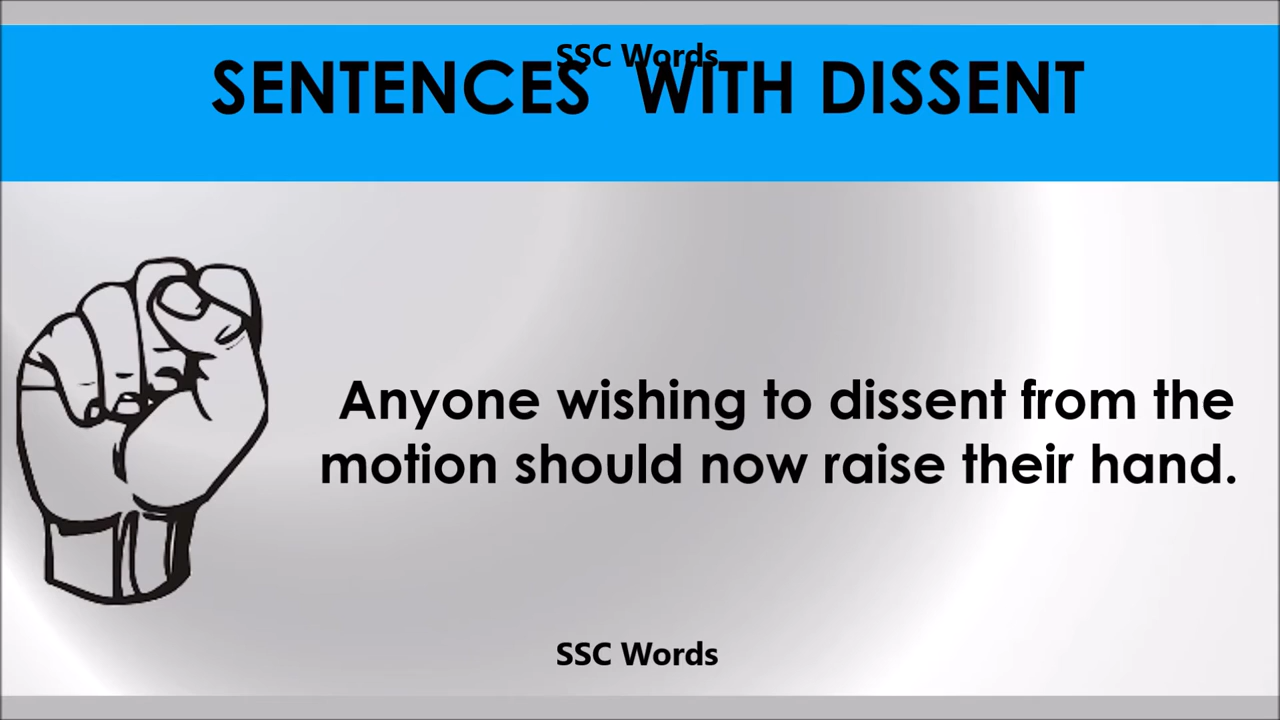 SSC Words
SENTENCES WITH DISSENT
Anyone wishing to dissent from the
motion should now raise their hand.
SSC Words